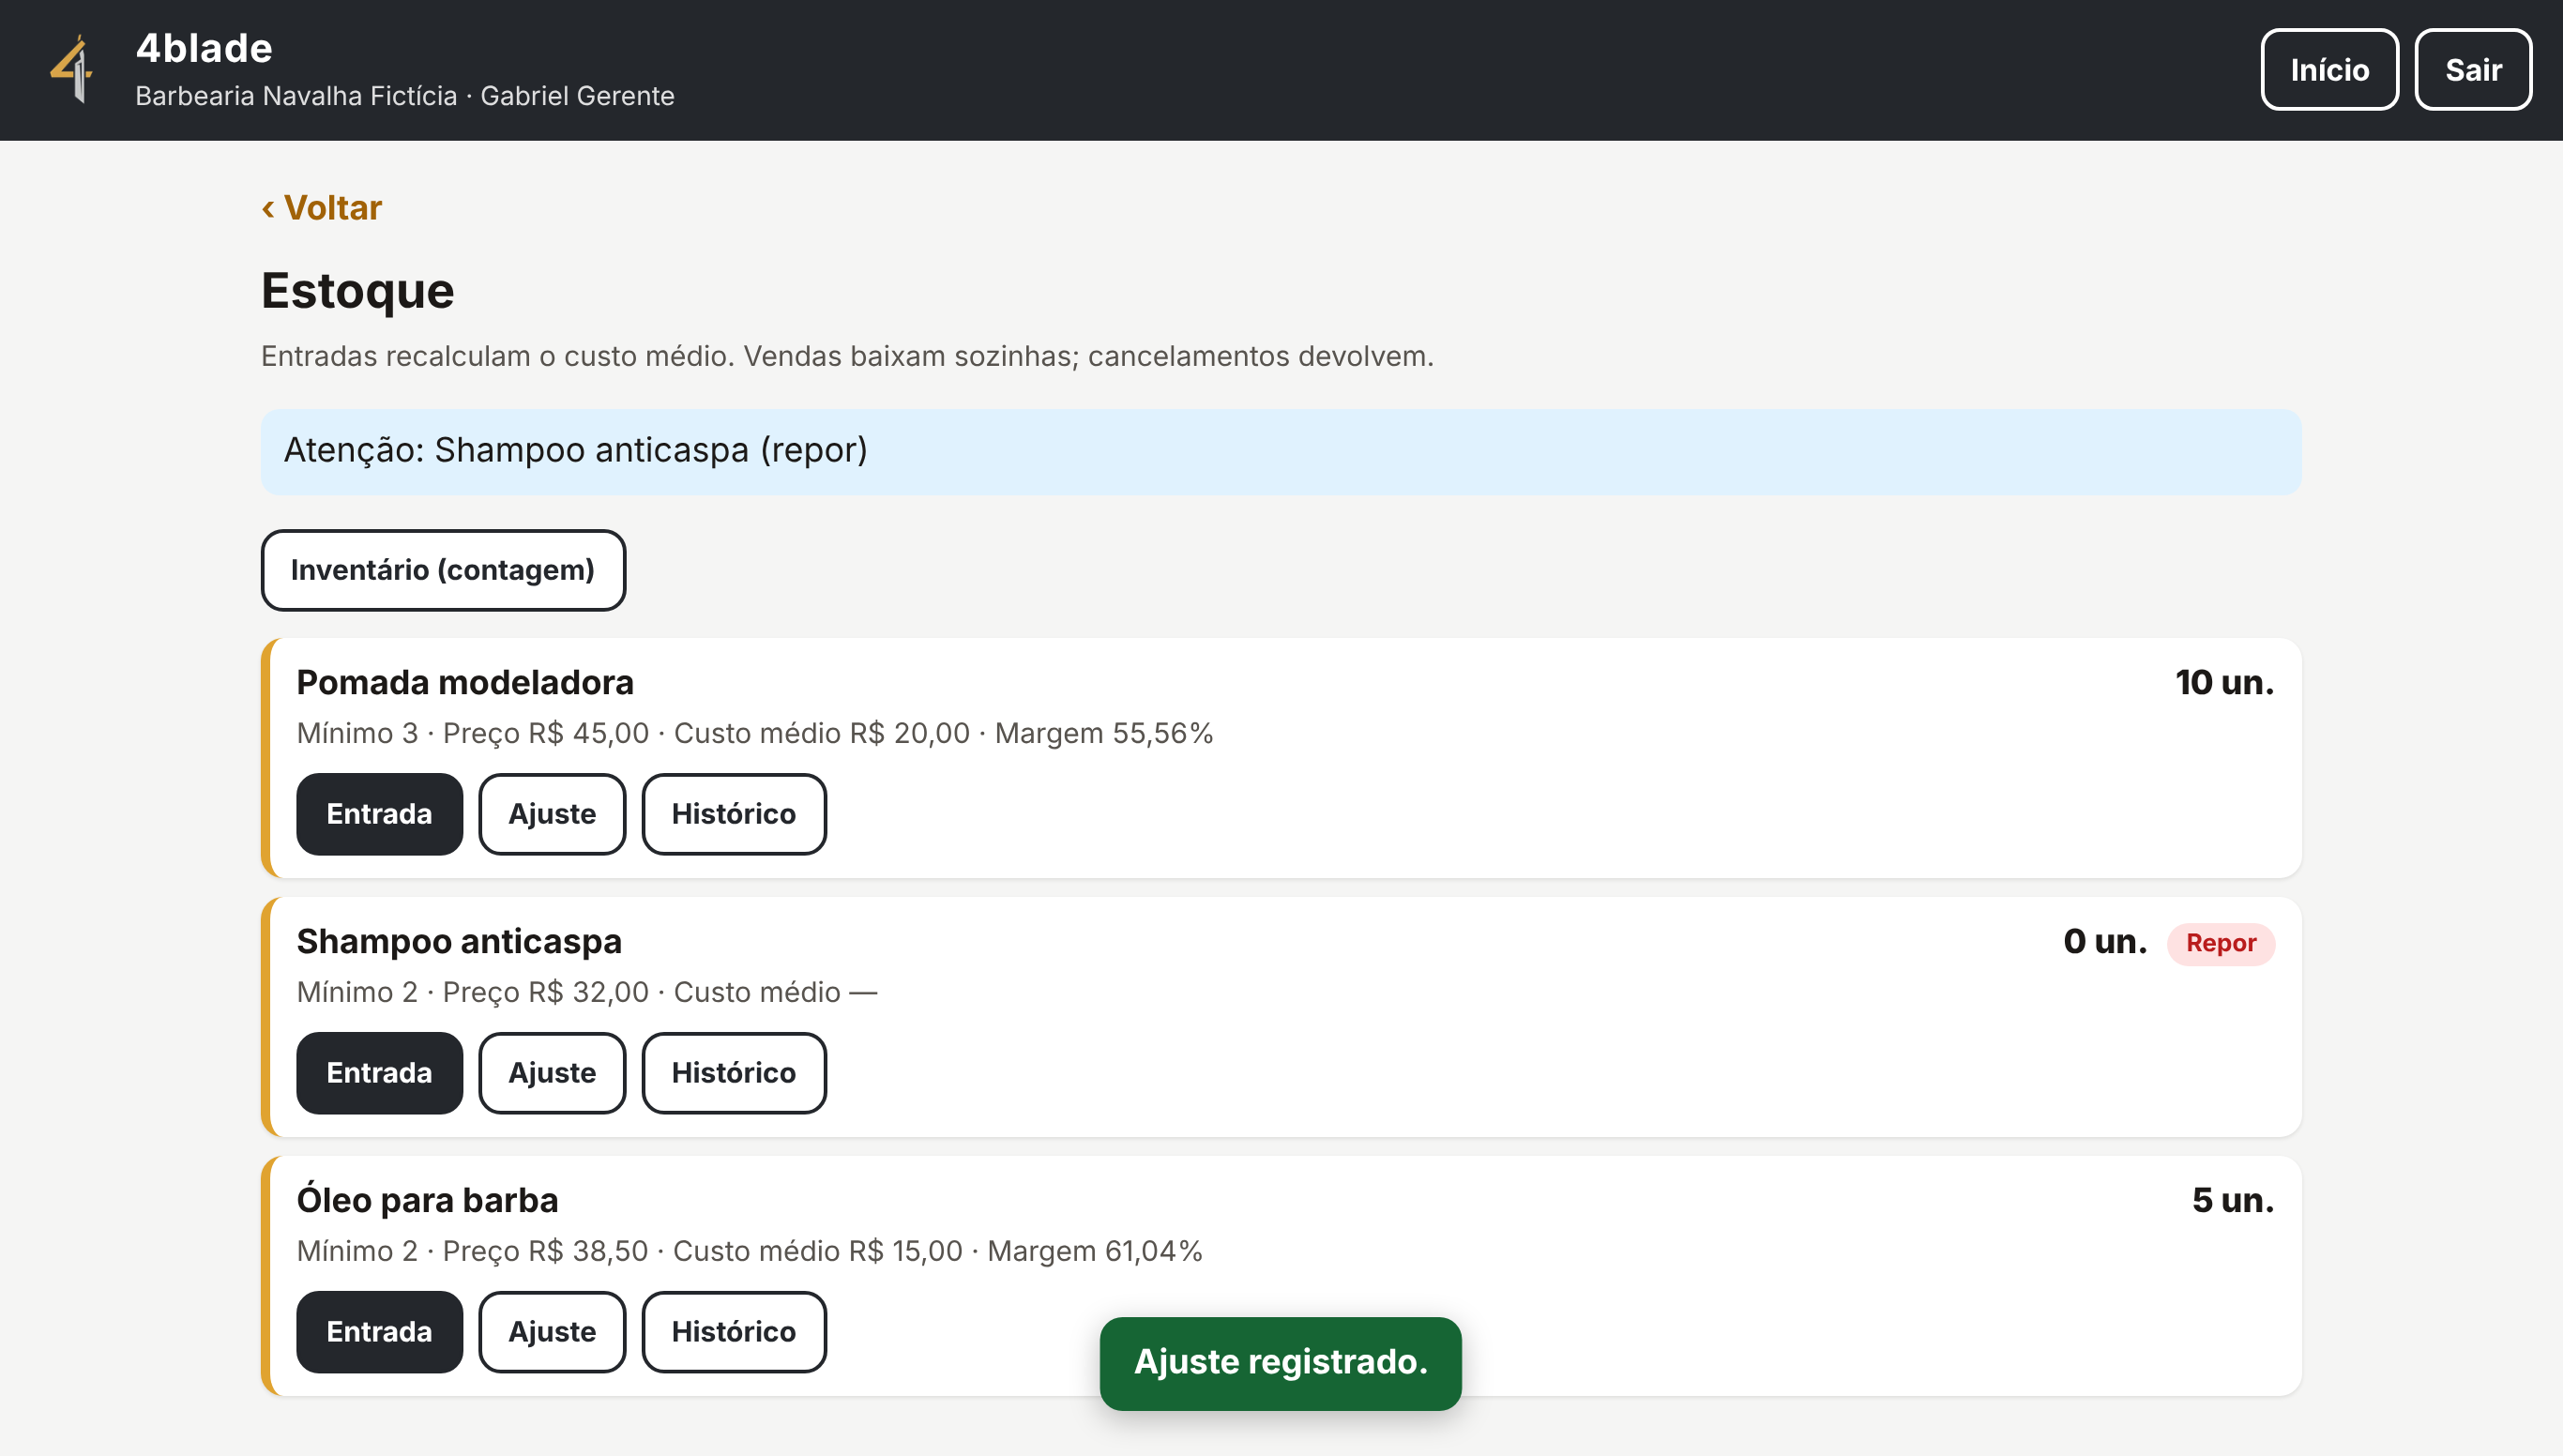 4blade
Barbearia Navalha Fictícia · Gabriel Gerente
Início
Sair
‹ Voltar
Estoque
Entradas recalculam o custo médio. Vendas baixam sozinhas; cancelamentos devolvem.
Atenção: Shampoo anticaspa (repor)
Inventário (contagem)
Pomada modeladora
10 un.
Mínimo 3 · Preço R$ 45,00 · Custo médio R$ 20,00 · Margem 55,56%
Entrada
Ajuste
Histórico
Shampoo anticaspa
0 un.
Repor
Mínimo 2 · Preço R$ 32,00 · Custo médio —
Entrada
Ajuste
Histórico
Óleo para barba
5 un.
Mínimo 2 · Preço R$ 38,50 · Custo médio R$ 15,00 · Margem 61,04%
Entrada
Ajuste
Histórico
Ajuste registrado.